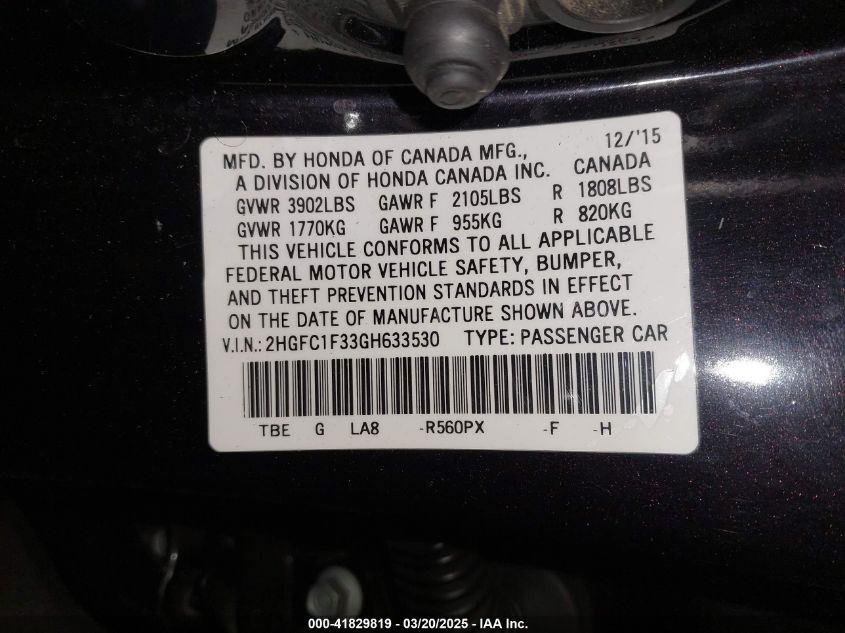 12/'15
MFD. BY HONDA OF CANADA MFG.,
A DIVISION OF HONDA CANADA INC. CANADA
GVWR 3902LBS GAWR F 2105LBS R 1808LBS
GVWR 1770KG GAWR F 955KG R 820KG
THIS VEHICLE CONFORMS TO ALL APPLICABLE
FEDERAL MOTOR VEHICLE SAFETY, BUMPER,
AND THEFT PREVENTION STANDARDS IN EFFECT
ON THE DATE OF MANUFACTURE SHOWN ABOVE.
V.I.N.: 2HGFC1F33GH633530 TYPE: PASSENGER CAR
TBE G LA8 -R560PX -F -H
000-41829819 - 03/20/2025 - IAA Inc.